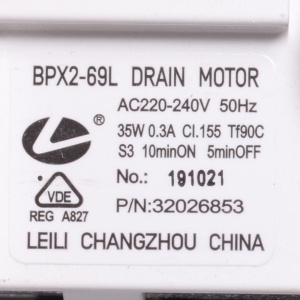 BPX2-69L DRAIN MOTOR
AC220-240V 50Hz
®
35W 0.3A Cl.155 Tf90C
S3 10minON 5minOFF
No.: 191021
VDE
REG A827
P/N:32026853
LEILI CHANGZHOU CHINA